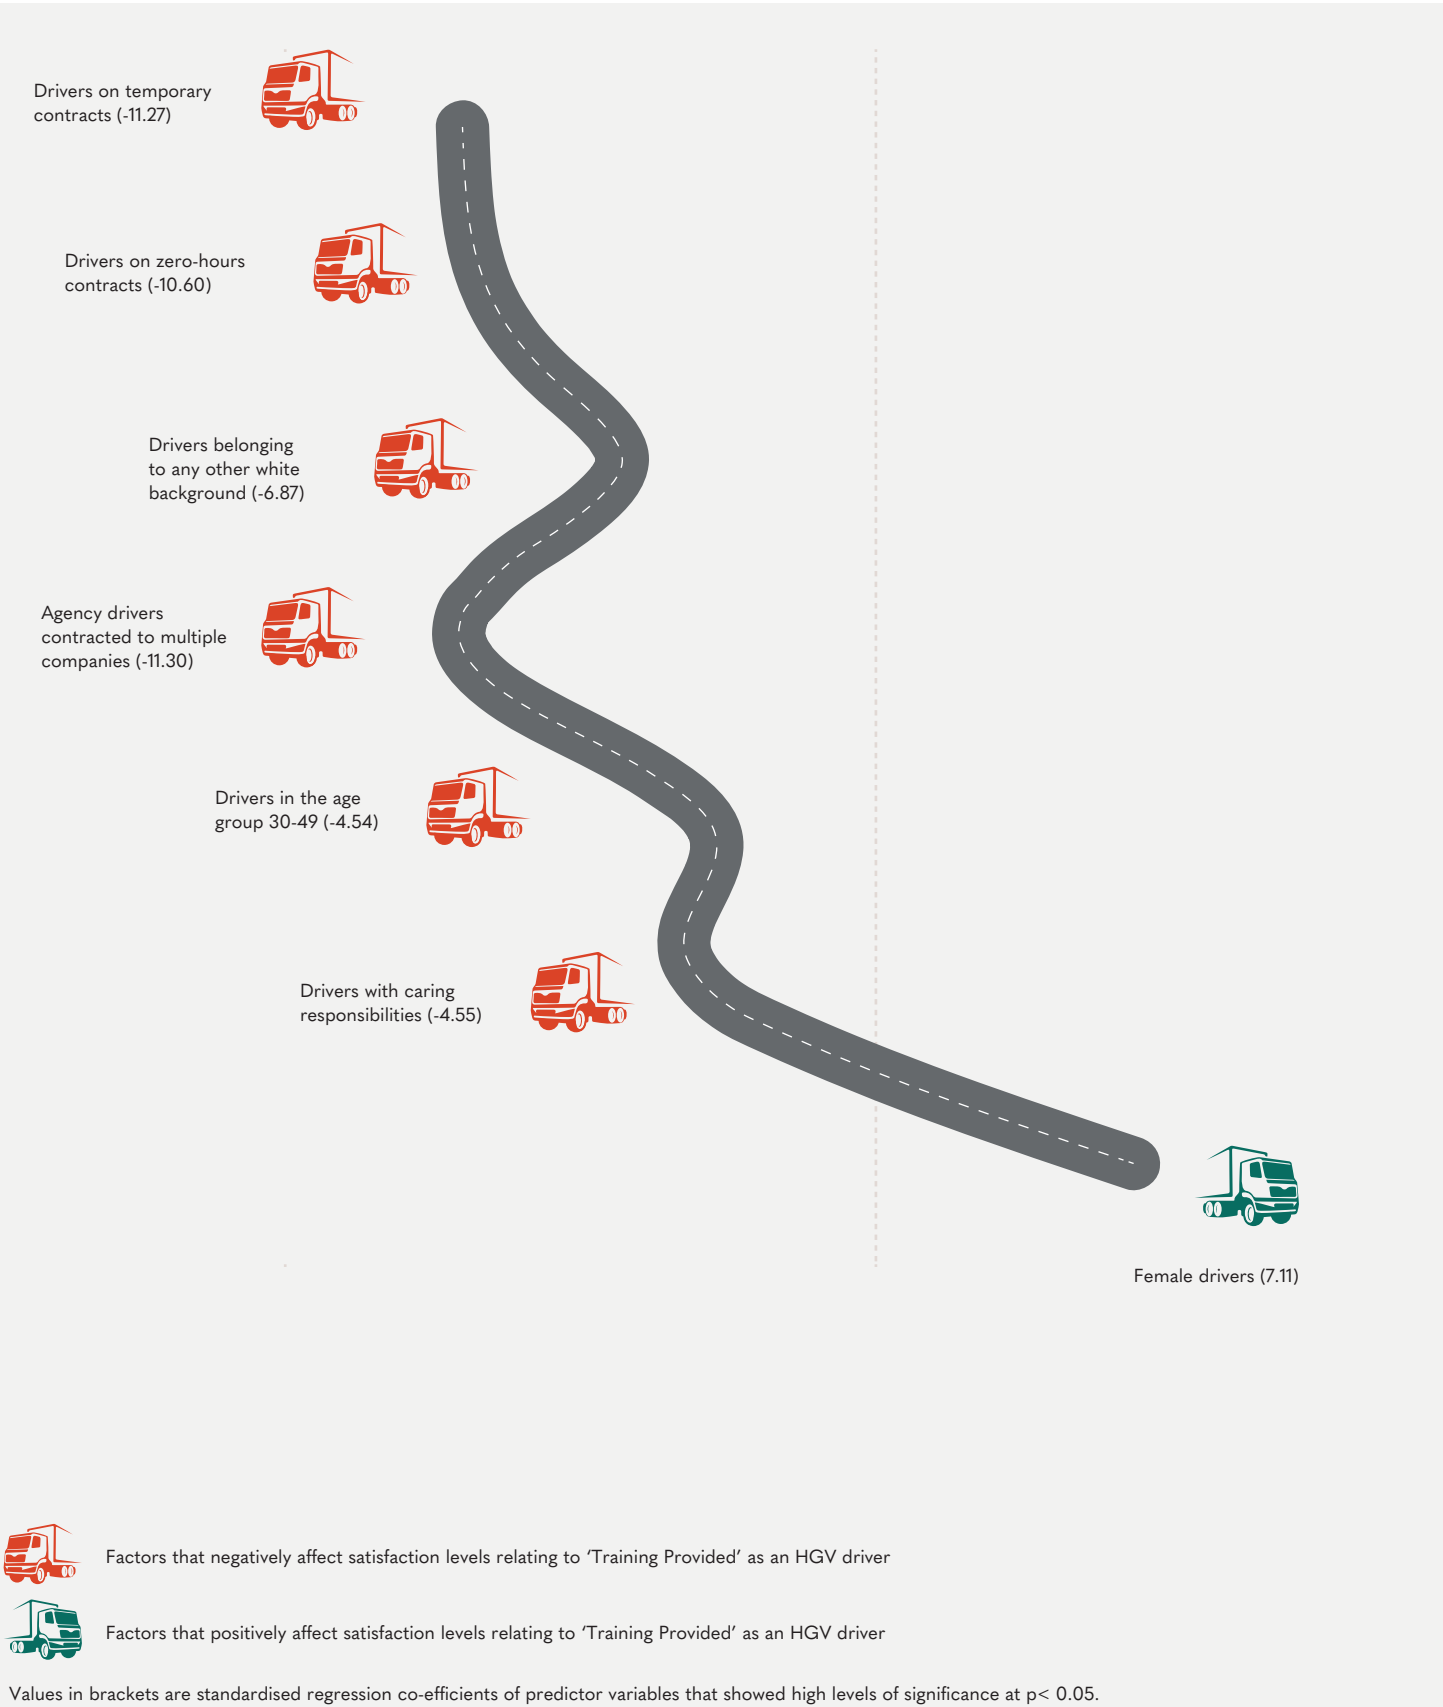 Drivers on temporary
contracts (-11.27)
Drivers on zero-hours
contracts (-10.60)
Drivers belonging
to any other white
background (-6.87)
Agency drivers
contracted to multiple
companies (-11.30)
Drivers in the age
group 30-49 (-4.54)
Drivers with caring
responsibilities (-4.55)
Female drivers (7.11)
Factors that negatively affect satisfaction levels relating to ‘Training Provided’ as an HGV driver
Factors that positively affect satisfaction levels relating to ‘Training Provided’ as an HGV driver
Values in brackets are standardised regression co-efficients of predictor variables that showed high levels of significance at p< 0.05.